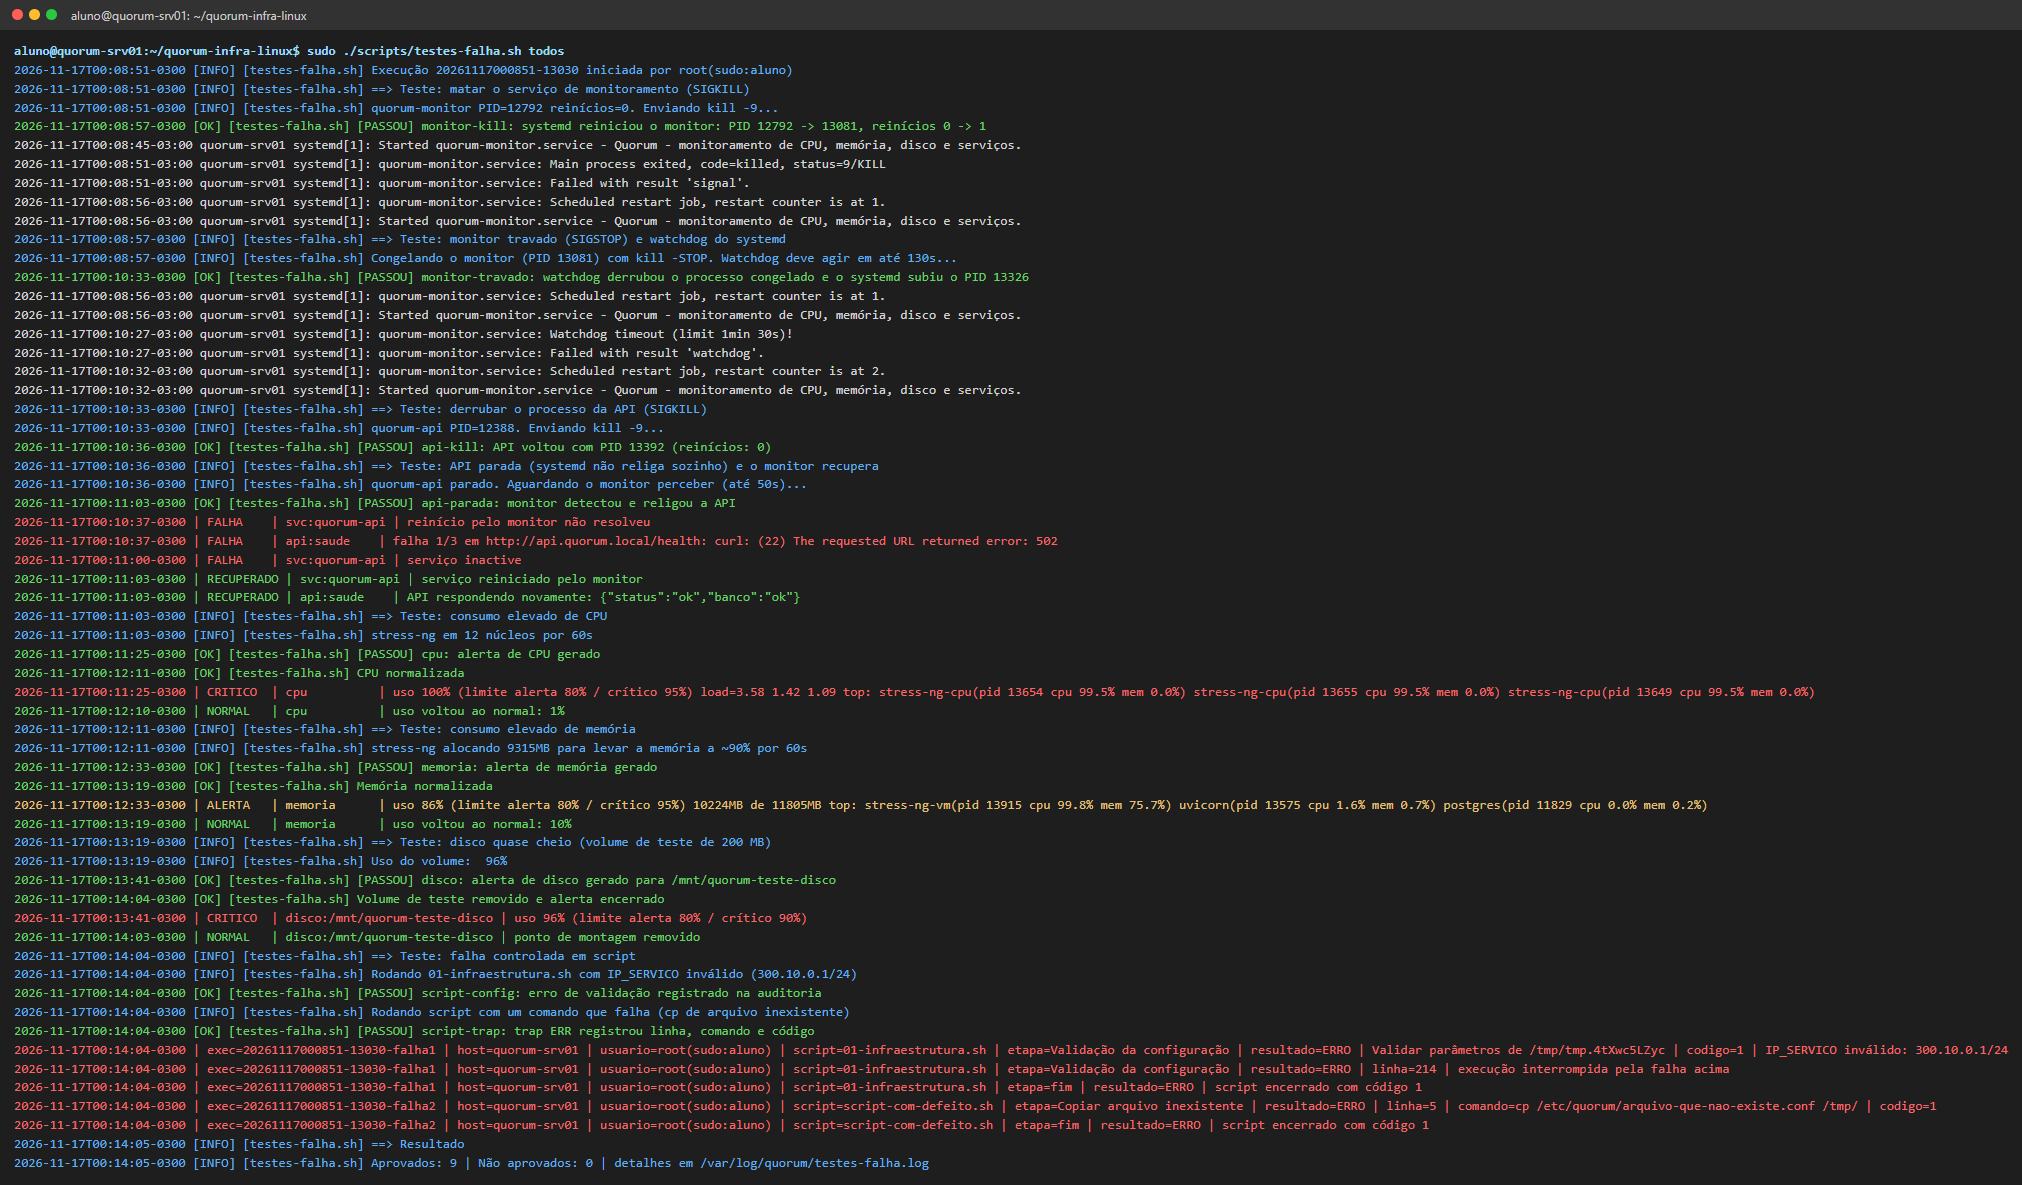 aluno@quorum-srv01: ~/quorum-infra-linux
aluno@quorum-srv01:~/quorum-infra-linux$ sudo ./scripts/testes-falha.sh todos
2026-11-17T00:08:51-0300 [INFO] [testes-falha.sh] Execução 20261117000851-13030 iniciada por root(sudo:aluno)
2026-11-17T00:08:51-0300 [INFO] [testes-falha.sh] ==> Teste: matar o serviço de monitoramento (SIGKILL)
2026-11-17T00:08:51-0300 [INFO] [testes-falha.sh] quorum-monitor PID=12792 reinícios=0. Enviando kill -9...
2026-11-17T00:08:57-0300 [OK] [testes-falha.sh] [PASSOU] monitor-kill: systemd reiniciou o monitor: PID 12792 -> 13081, reinícios 0 -> 1
2026-11-17T00:08:45-03:00 quorum-srv01 systemd[1]: Started quorum-monitor.service - Quorum - monitoramento de CPU, memória, disco e serviços.
2026-11-17T00:08:51-03:00 quorum-srv01 systemd[1]: quorum-monitor.service: Main process exited, code=killed, status=9/KILL
2026-11-17T00:08:51-03:00 quorum-srv01 systemd[1]: quorum-monitor.service: Failed with result 'signal'.
2026-11-17T00:08:56-03:00 quorum-srv01 systemd[1]: quorum-monitor.service: Scheduled restart job, restart counter is at 1.
2026-11-17T00:08:56-03:00 quorum-srv01 systemd[1]: Started quorum-monitor.service - Quorum - monitoramento de CPU, memória, disco e serviços.
2026-11-17T00:08:57-0300 [INFO] [testes-falha.sh] ==> Teste: monitor travado (SIGSTOP) e watchdog do systemd
2026-11-17T00:08:57-0300 [INFO] [testes-falha.sh] Congelando o monitor (PID 13081) com kill -STOP. Watchdog deve agir em até 130s...
2026-11-17T00:10:33-0300 [OK] [testes-falha.sh] [PASSOU] monitor-travado: watchdog derrubou o processo congelado e o systemd subiu o PID 13326
2026-11-17T00:08:56-03:00 quorum-srv01 systemd[1]: quorum-monitor.service: Scheduled restart job, restart counter is at 1.
2026-11-17T00:08:56-03:00 quorum-srv01 systemd[1]: Started quorum-monitor.service - Quorum - monitoramento de CPU, memória, disco e serviços.
2026-11-17T00:10:27-03:00 quorum-srv01 systemd[1]: quorum-monitor.service: Watchdog timeout (limit 1min 30s)!
2026-11-17T00:10:27-03:00 quorum-srv01 systemd[1]: quorum-monitor.service: Failed with result 'watchdog'.
2026-11-17T00:10:32-03:00 quorum-srv01 systemd[1]: quorum-monitor.service: Scheduled restart job, restart counter is at 2.
2026-11-17T00:10:32-03:00 quorum-srv01 systemd[1]: Started quorum-monitor.service - Quorum - monitoramento de CPU, memória, disco e serviços.
2026-11-17T00:10:33-0300 [INFO] [testes-falha.sh] ==> Teste: derrubar o processo da API (SIGKILL)
2026-11-17T00:10:33-0300 [INFO] [testes-falha.sh] quorum-api PID=12388. Enviando kill -9...
2026-11-17T00:10:36-0300 [OK] [testes-falha.sh] [PASSOU] api-kill: API voltou com PID 13392 (reinícios: 0)
2026-11-17T00:10:36-0300 [INFO] [testes-falha.sh] ==> Teste: API parada (systemd não religa sozinho) e o monitor recupera
2026-11-17T00:10:36-0300 [INFO] [testes-falha.sh] quorum-api parado. Aguardando o monitor perceber (até 50s)...
2026-11-17T00:11:03-0300 [OK] [testes-falha.sh] [PASSOU] api-parada: monitor detectou e religou a API
2026-11-17T00:10:37-0300 | FALHA | svc:quorum-api | reinício pelo monitor não resolveu
2026-11-17T00:10:37-0300 | FALHA | api:saude | falha 1/3 em http://api.quorum.local/health: curl: (22) The requested URL returned error: 502
2026-11-17T00:11:00-0300 | FALHA | svc:quorum-api | serviço inactive
2026-11-17T00:11:03-0300 | RECUPERADO | svc:quorum-api | serviço reiniciado pelo monitor
2026-11-17T00:11:03-0300 | RECUPERADO | api:saude | API respondendo novamente: {"status":"ok","banco":"ok"}
2026-11-17T00:11:03-0300 [INFO] [testes-falha.sh] ==> Teste: consumo elevado de CPU
2026-11-17T00:11:03-0300 [INFO] [testes-falha.sh] stress-ng em 12 núcleos por 60s
2026-11-17T00:11:25-0300 [OK] [testes-falha.sh] [PASSOU] cpu: alerta de CPU gerado
2026-11-17T00:12:11-0300 [OK] [testes-falha.sh] CPU normalizada
2026-11-17T00:11:25-0300 | CRITICO | cpu | uso 100% (limite alerta 80% / crítico 95%) load=3.58 1.42 1.09 top: stress-ng-cpu(pid 13654 cpu 99.5% mem 0.0%) stress-ng-cpu(pid 13655 cpu 99.5% mem 0.0%) stress-ng-cpu(pid 13649 cpu 99.5% mem 0.0%)
2026-11-17T00:12:10-0300 | NORMAL | cpu | uso voltou ao normal: 1%
2026-11-17T00:12:11-0300 [INFO] [testes-falha.sh] ==> Teste: consumo elevado de memória
2026-11-17T00:12:11-0300 [INFO] [testes-falha.sh] stress-ng alocando 9315MB para levar a memória a ~90% por 60s
2026-11-17T00:12:33-0300 [OK] [testes-falha.sh] [PASSOU] memoria: alerta de memória gerado
2026-11-17T00:13:19-0300 [OK] [testes-falha.sh] Memória normalizada
2026-11-17T00:12:33-0300 | ALERTA | memoria | uso 86% (limite alerta 80% / crítico 95%) 10224MB de 11805MB top: stress-ng-vm(pid 13915 cpu 99.8% mem 75.7%) uvicorn(pid 13575 cpu 1.6% mem 0.7%) postgres(pid 11829 cpu 0.0% mem 0.2%)
2026-11-17T00:13:19-0300 | NORMAL | memoria | uso voltou ao normal: 10%
2026-11-17T00:13:19-0300 [INFO] [testes-falha.sh] ==> Teste: disco quase cheio (volume de teste de 200 MB)
2026-11-17T00:13:19-0300 [INFO] [testes-falha.sh] Uso do volume:  96%
2026-11-17T00:13:41-0300 [OK] [testes-falha.sh] [PASSOU] disco: alerta de disco gerado para /mnt/quorum-teste-disco
2026-11-17T00:14:04-0300 [OK] [testes-falha.sh] Volume de teste removido e alerta encerrado
2026-11-17T00:13:41-0300 | CRITICO | disco:/mnt/quorum-teste-disco | uso 96% (limite alerta 80% / crítico 90%)
2026-11-17T00:14:03-0300 | NORMAL | disco:/mnt/quorum-teste-disco | ponto de montagem removido
2026-11-17T00:14:04-0300 [INFO] [testes-falha.sh] ==> Teste: falha controlada em script
2026-11-17T00:14:04-0300 [INFO] [testes-falha.sh] Rodando 01-infraestrutura.sh com IP_SERVICO inválido (300.10.0.1/24)
2026-11-17T00:14:04-0300 [OK] [testes-falha.sh] [PASSOU] script-config: erro de validação registrado na auditoria
2026-11-17T00:14:04-0300 [INFO] [testes-falha.sh] Rodando script com um comando que falha (cp de arquivo inexistente)
2026-11-17T00:14:04-0300 [OK] [testes-falha.sh] [PASSOU] script-trap: trap ERR registrou linha, comando e código
2026-11-17T00:14:04-0300 | exec=20261117000851-13030-falha1 | host=quorum-srv01 | usuario=root(sudo:aluno) | script=01-infraestrutura.sh | etapa=Validação da configuração | resultado=ERRO | Validar parâmetros de /tmp/tmp.4tXwc5LZyc | codigo=1 | IP_SERVICO inválido: 300.10.0.1/24
2026-11-17T00:14:04-0300 | exec=20261117000851-13030-falha1 | host=quorum-srv01 | usuario=root(sudo:aluno) | script=01-infraestrutura.sh | etapa=Validação da configuração | resultado=ERRO | linha=214 | execução interrompida pela falha acima
2026-11-17T00:14:04-0300 | exec=20261117000851-13030-falha1 | host=quorum-srv01 | usuario=root(sudo:aluno) | script=01-infraestrutura.sh | etapa=fim | resultado=ERRO | script encerrado com código 1
2026-11-17T00:14:04-0300 | exec=20261117000851-13030-falha2 | host=quorum-srv01 | usuario=root(sudo:aluno) | script=script-com-defeito.sh | etapa=Copiar arquivo inexistente | resultado=ERRO | linha=5 | comando=cp /etc/quorum/arquivo-que-nao-existe.conf /tmp/ | codigo=1
2026-11-17T00:14:04-0300 | exec=20261117000851-13030-falha2 | host=quorum-srv01 | usuario=root(sudo:aluno) | script=script-com-defeito.sh | etapa=fim | resultado=ERRO | script encerrado com código 1
2026-11-17T00:14:05-0300 [INFO] [testes-falha.sh] ==> Resultado
2026-11-17T00:14:05-0300 [INFO] [testes-falha.sh] Aprovados: 9 | Não aprovados: 0 | detalhes em /var/log/quorum/testes-falha.log